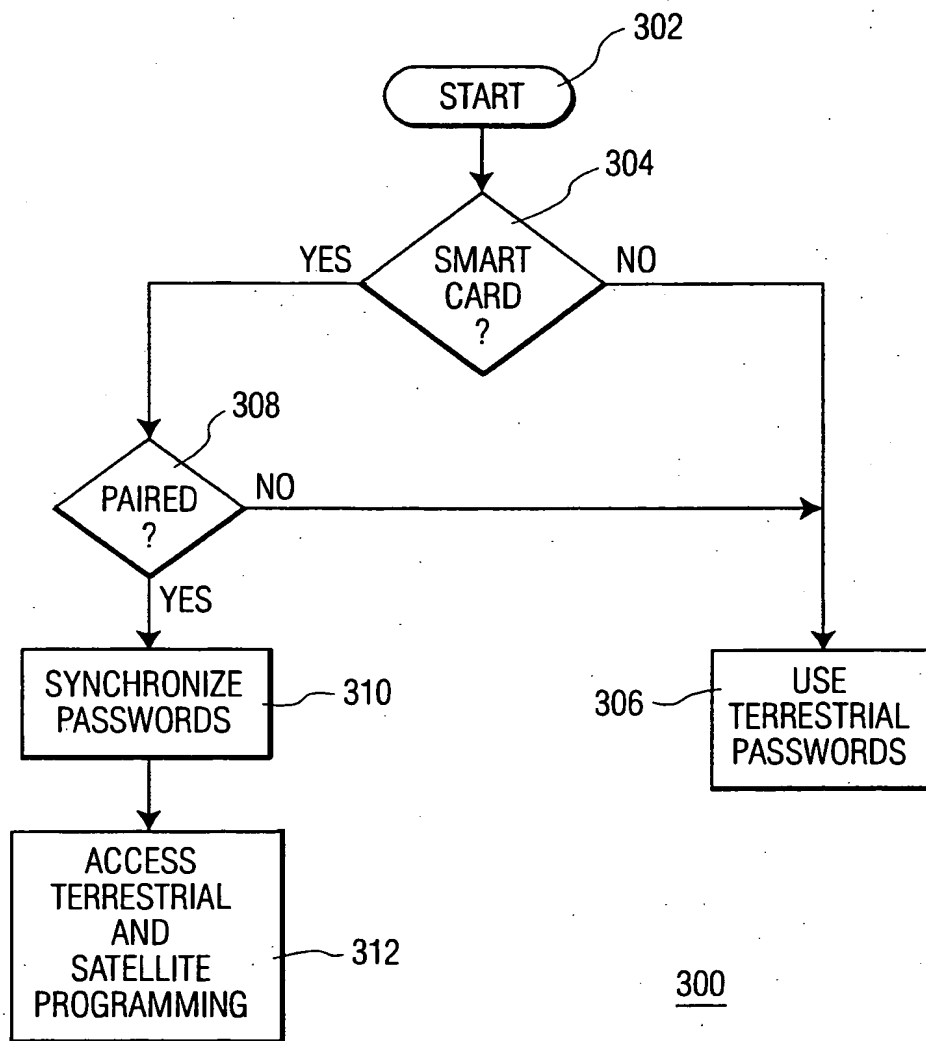 302
START
304
YES
SMART
CARD
?
NO
308
PAIRED
?
NO
YES
SYNCHRONIZE
PASSWORDS
310
306
USE
TERRESTRIAL
PASSWORDS
ACCESS
TERRESTRIAL
AND
SATELLITE
PROGRAMMING
312
300